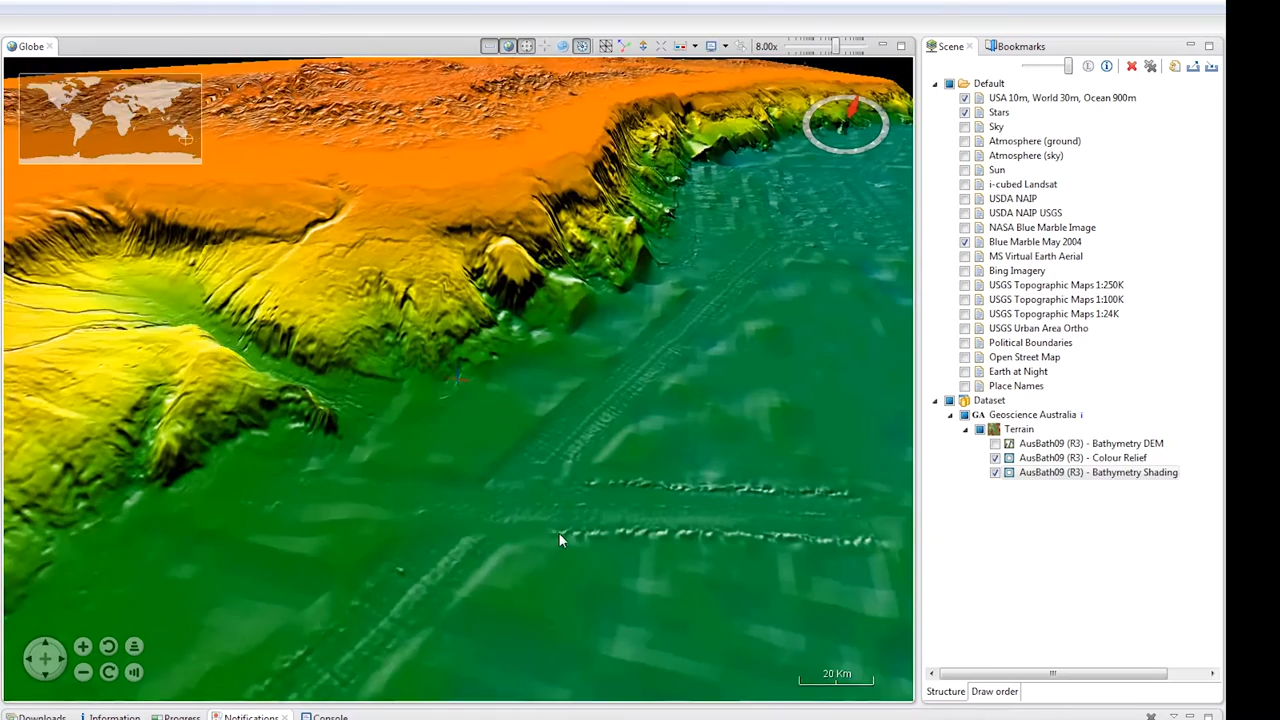 Globe
8.00x
Scene
Bookmarks
Default
USA 10m, World 30m, Ocean 900m
Stars
Sky
Atmosphere (ground)
Atmosphere (sky)
Sun
i-cubed Landsat
USDA NAIP
USDA NAIP USGS
NASA Blue Marble Image
Blue Marble May 2004
MS Virtual Earth Aerial
Bing Imagery
USGS Topographic Maps 1:250K
USGS Topographic Maps 1:100K
USGS Topographic Maps 1:24K
USGS Urban Area Ortho
Political Boundaries
Open Street Map
Earth at Night
Place Names
Dataset
GA Geoscience Australia i
Terrain
AusBath09 (R3) - Bathymetry DEM
AusBath09 (R3) - Colour Relief
AusBath09 (R3) - Bathymetry Shading
20 Km
Structure
Draw order
Downloads
Information
Progress
Notifications
Console